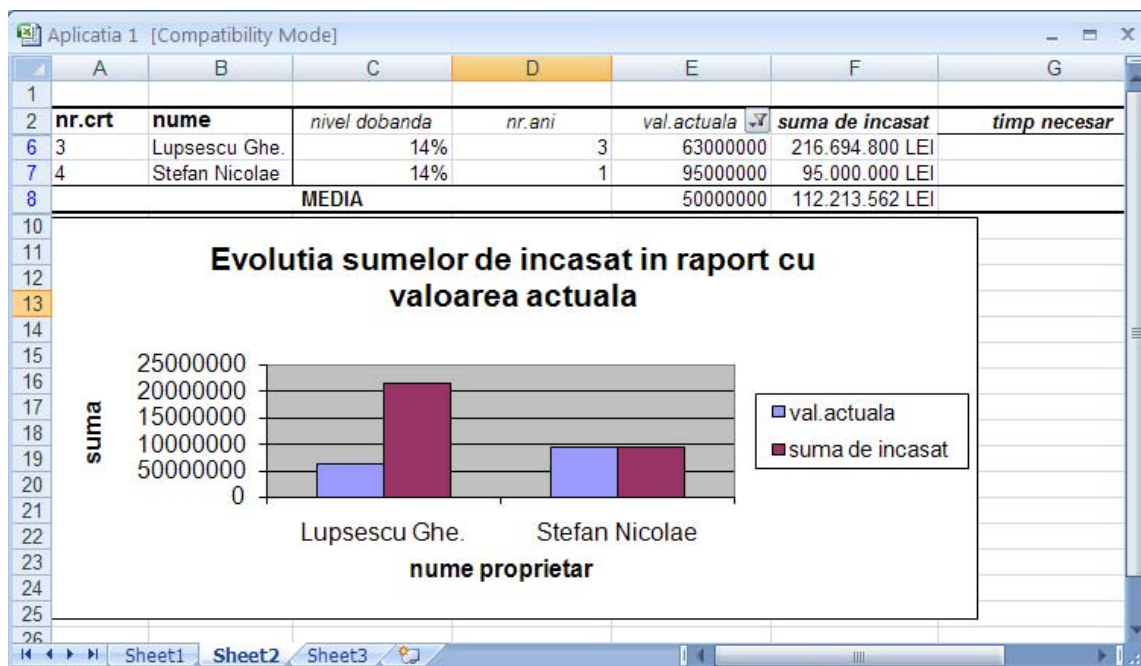 Aplicatia 1 [Compatibility Mode]
A B C D E F G
1
2 nr.crt nume nivel dobanda nr.ani val.actuala suma de incasat timp necesar
6 3 Lupsescu Ghe. 14% 3 63000000 216.694.800 LEI
7 4 Stefan Nicolae 14% 1 95000000 95.000.000 LEI
8 MEDIA 50000000 112.213.562 LEI
10
11
12
13
14
15
16
17
18
19
20
21
22
23
24
25
26
Evolutia sumelor de incasat in raport cu
valoarea actuala
suma
25000000
20000000
15000000
10000000
50000000
0
val.actuala
suma de incasat
Lupsescu Ghe. Stefan Nicolae
nume proprietar
Sheet1 Sheet2 Sheet3